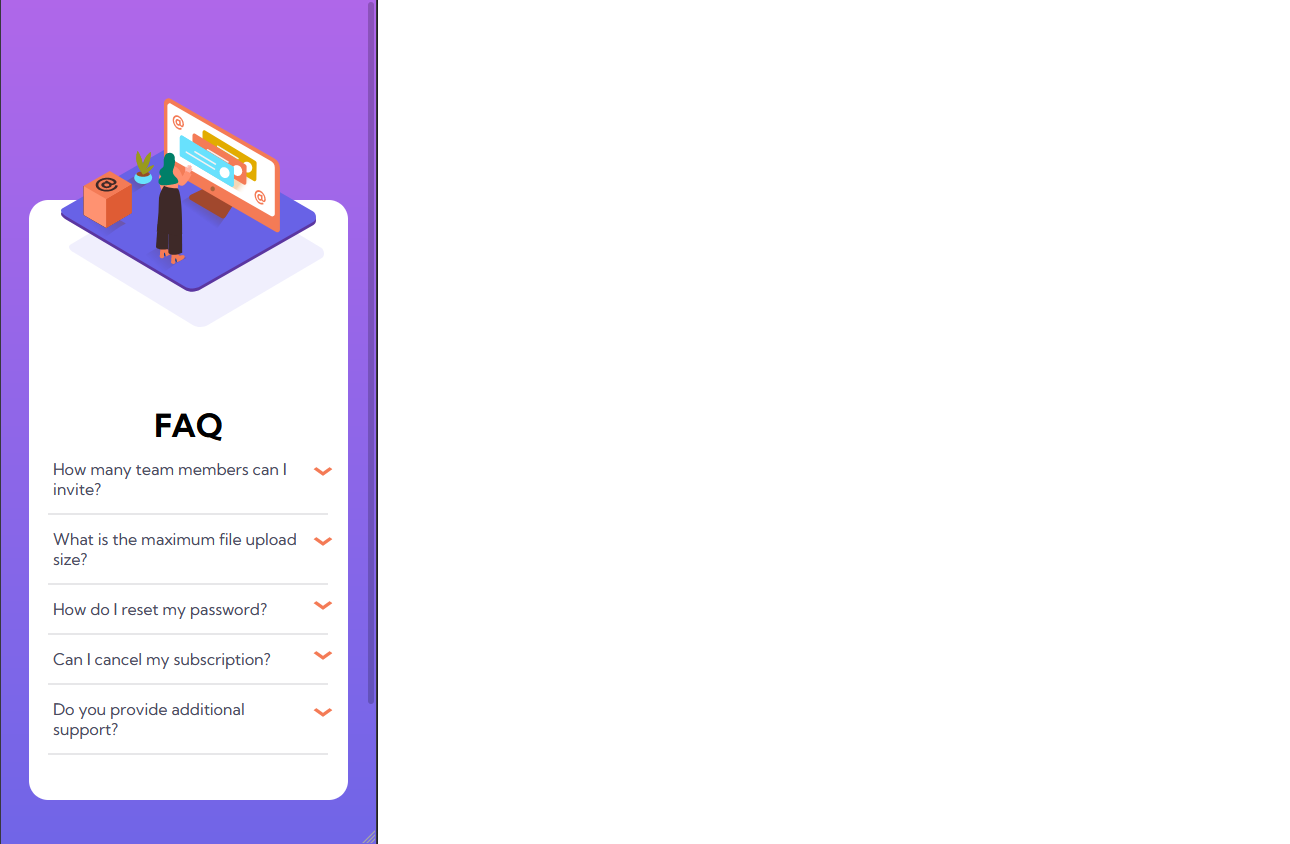 @
@
@
FAQ
How many team members can I
invite?
What is the maximum file upload
size?
How do I reset my password?
Can I cancel my subscription?
Do you provide additional
support?